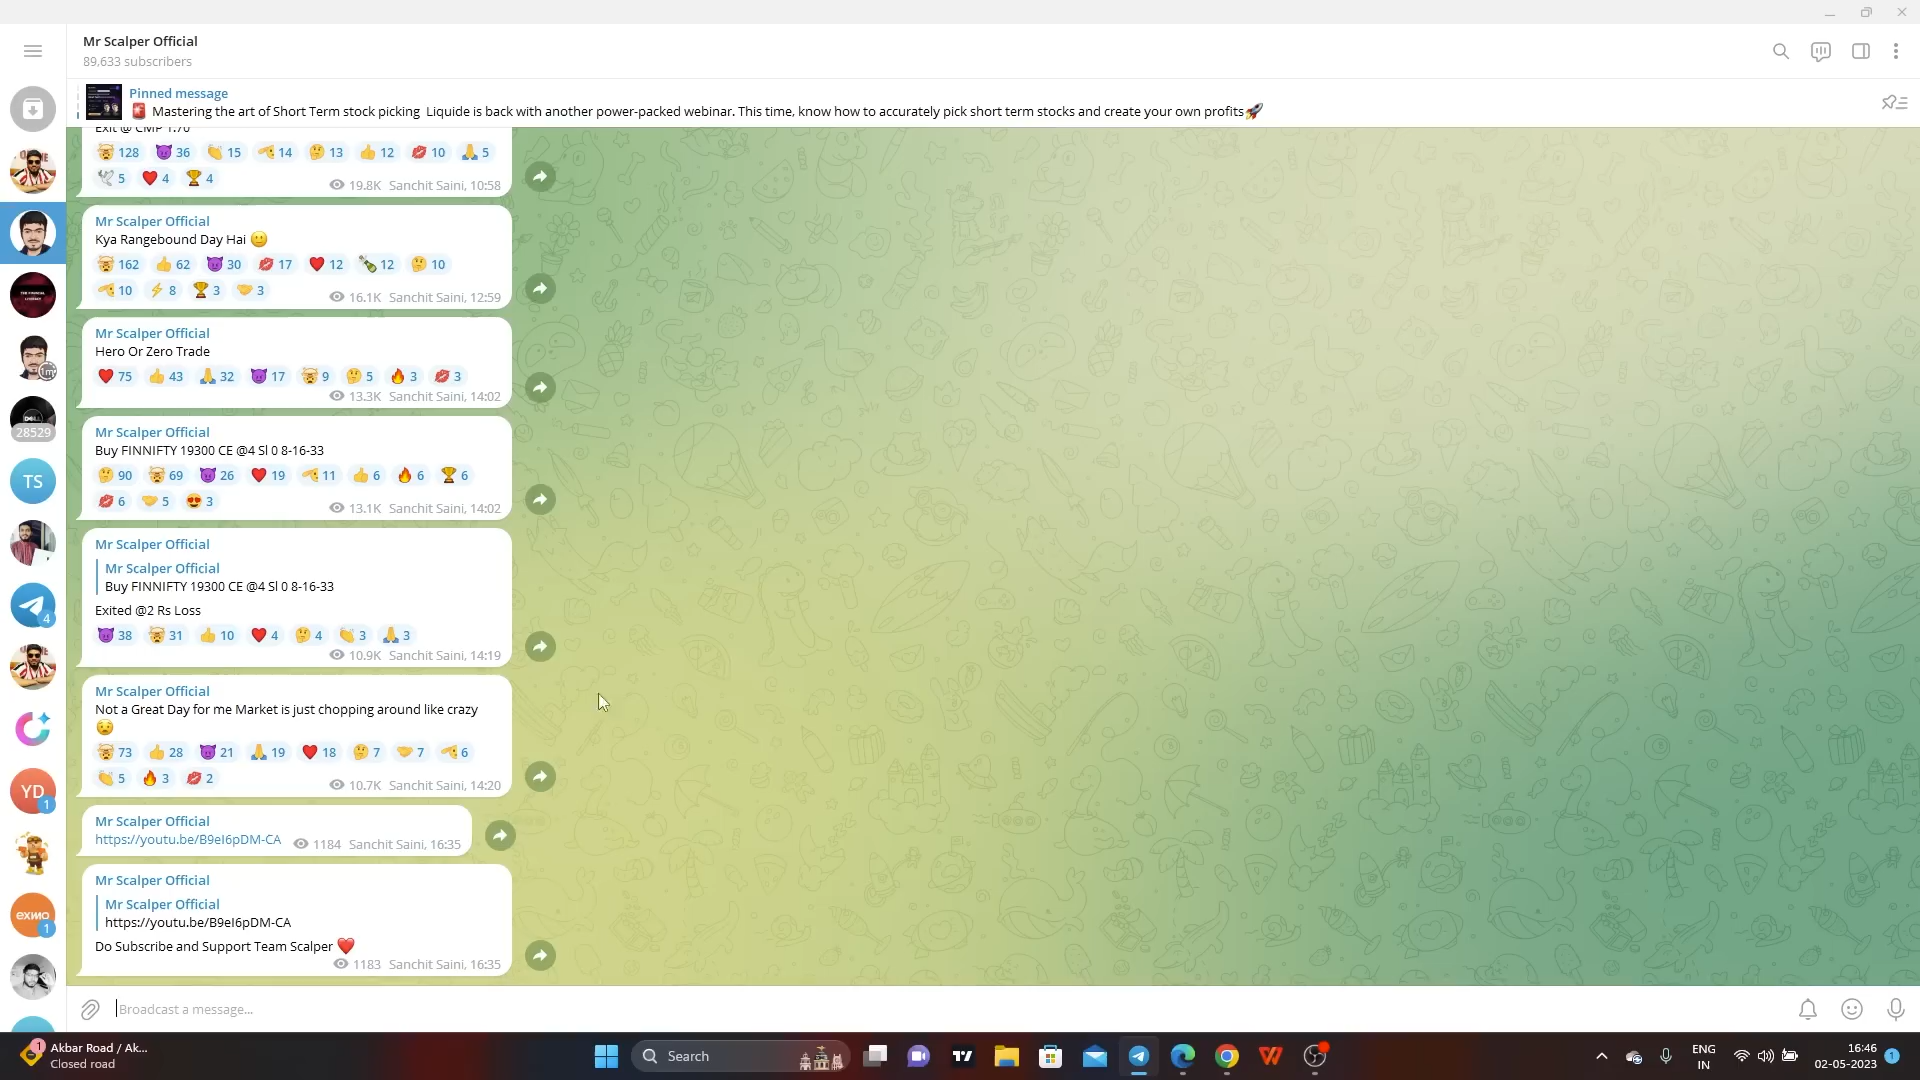 Mr Scalper Official
89,633 subscribers
Pinned message
Mastering the art of Short Term stock picking Liquide is back with another power-packed webinar. This time, know how to accurately pick short term stocks and create your own profits
Exit @ CMP 1.70
128 36 15 14 13 12 10 5
5 4 4 19.8K Sanchit Saini, 10:58
Mr Scalper Official
Kya Rangebound Day Hai
162 62 30 17 12 12 10
10 8 3 3 16.1K Sanchit Saini, 12:59
Mr Scalper Official
Hero Or Zero Trade
75 43 32 17 9 5 3 3
13.3K Sanchit Saini, 14:02
Mr Scalper Official
Buy FINNIFTY 19300 CE @4 Sl 0 8-16-33
90 69 26 19 11 6 6 6
6 5 3 13.1K Sanchit Saini, 14:02
Mr Scalper Official
Mr Scalper Official
Buy FINNIFTY 19300 CE @4 Sl 0 8-16-33
Exited @2 Rs Loss
38 31 10 4 4 3 3
10.9K Sanchit Saini, 14:19
Mr Scalper Official
Not a Great Day for me Market is just chopping around like crazy
73 28 21 19 18 7 7 6
5 3 2 10.7K Sanchit Saini, 14:20
Mr Scalper Official
https://youtu.be/B9eI6pDM-CA 1184 Sanchit Saini, 16:35
Mr Scalper Official
Mr Scalper Official
https://youtu.be/B9eI6pDM-CA
Do Subscribe and Support Team Scalper
1183 Sanchit Saini, 16:35
Broadcast a message...
1m
DELL
28529
TS
4
YD
1
EXMO
1
1
Akbar Road / Ak...
Closed road
Search
ENG
IN
16:46
02-05-2023
1